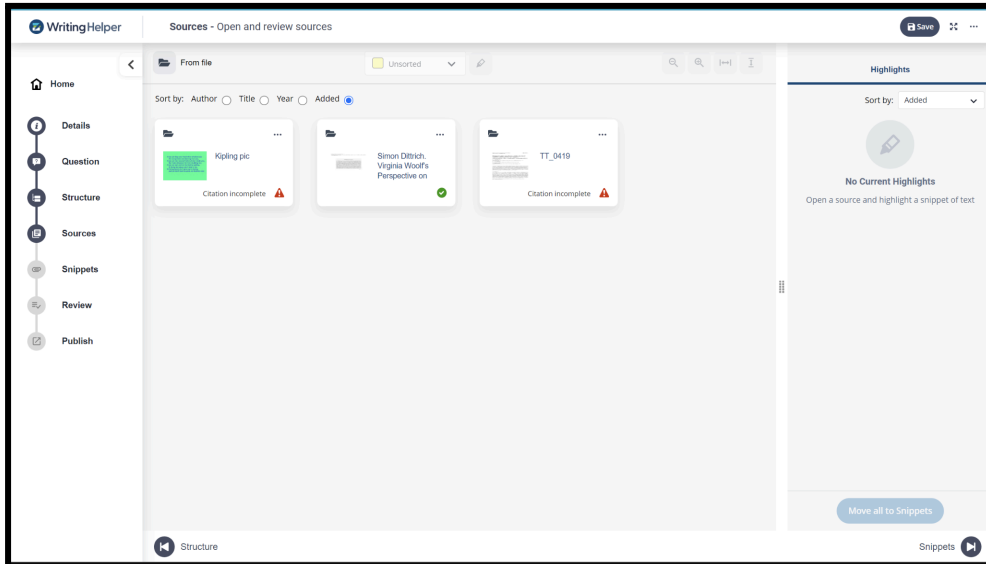 WritingHelper
Sources - Open and review sources
Save
Home
Details
Question
Structure
Sources
Snippets
Review
Publish
From file
Unsorted
Sort by: Author Title Year Added
Kipling pic
Citation incomplete
Simon Dittrich.
Virginia Woolf's
Perspective on
TT_0419
Citation incomplete
Highlights
Sort by: Added
No Current Highlights
Open a source and highlight a snippet of text
Move all to Snippets
Structure
Snippets